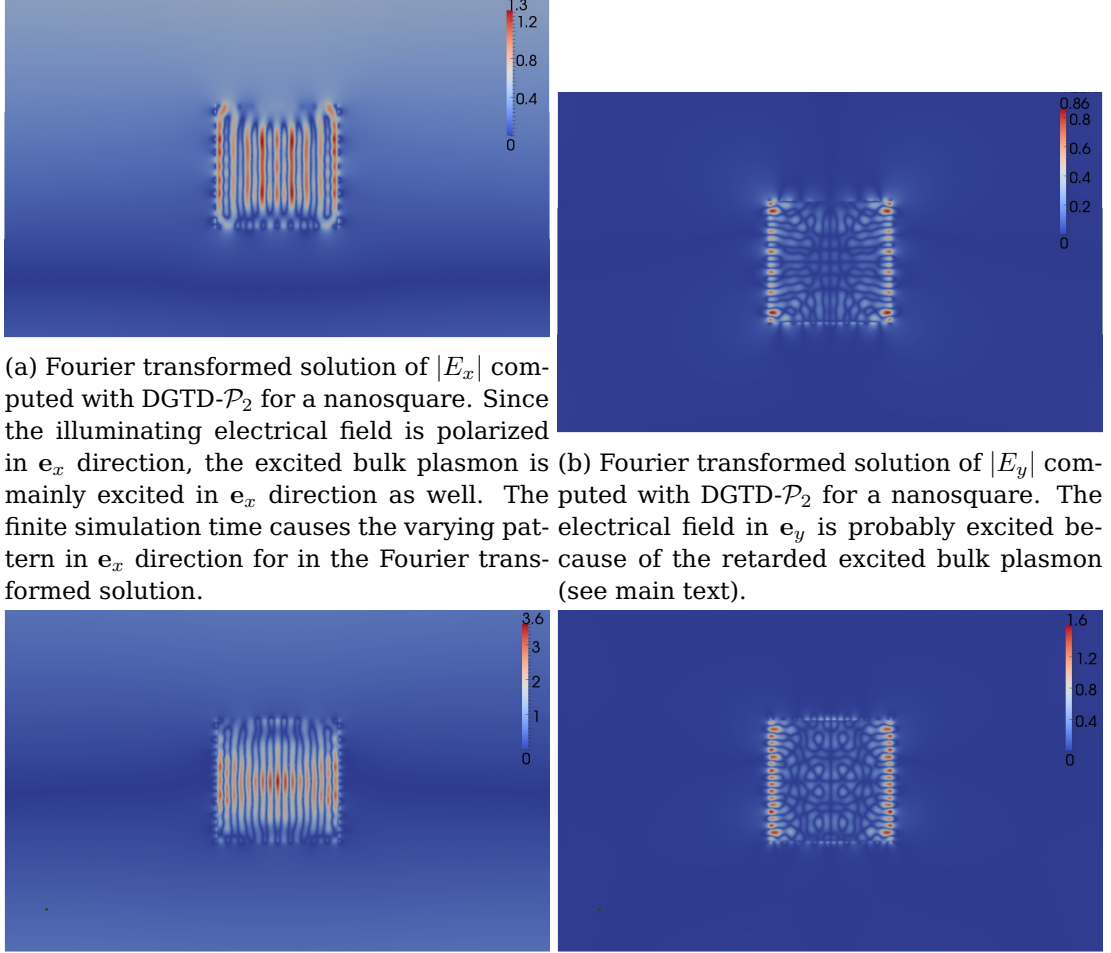 1.3
1.2
0.8
0.4
0
0.86
0.8
0.6
0.4
0.2
0
(a) Fourier transformed solution of |E_x| com-
puted with DGTD-𝒫_2 for a nanosquare. Since
the illuminating electrical field is polarized
in 𝐞_x direction, the excited bulk plasmon is
mainly excited in 𝐞_x direction as well. The
finite simulation time causes the varying pat-
tern in 𝐞_x direction for in the Fourier trans-
formed solution.
(b) Fourier transformed solution of |E_y| com-
puted with DGTD-𝒫_2 for a nanosquare. The
electrical field in 𝐞_y is probably excited be-
cause of the retarded excited bulk plasmon
(see main text).
3.6
3
2
1
0
1.6
1.2
0.8
0.4
0